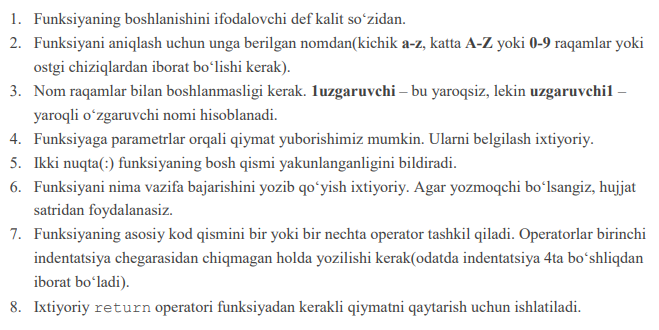 1. Funksiyaning boshlanishini ifodalovchi def kalit so‘zidan.
2. Funksiyani aniqlash uchun unga berilgan nomdan(kichik a-z, katta A-Z yoki 0-9 raqamlar yoki
ostgi chiziqlardan iborat bo‘lishi kerak).
3. Nom raqamlar bilan boshlanmasligi kerak. 1uzgaruvchi – bu yaroqsiz, lekin uzgaruvchi1 –
yaroqli o‘zgaruvchi nomi hisoblanadi.
4. Funksiyaga parametrlar orqali qiymat yuborishimiz mumkin. Ularni belgilash ixtiyoriy.
5. Ikki nuqta(:) funksiyaning bosh qismi yakunlanganligini bildiradi.
6. Funksiyani nima vazifa bajarishini yozib qo‘yish ixtiyoriy. Agar yozmoqchi bo‘lsangiz, hujjat
satridan foydalanasiz.
7. Funksiyaning asosiy kod qismini bir yoki bir nechta operator tashkil qiladi. Operatorlar birinchi
indentatsiya chegarasidan chiqmagan holda yozilishi kerak(odatda indentatsiya 4ta bo‘shliqdan
iborat bo‘ladi).
8. Ixtiyoriy return operatori funksiyadan kerakli qiymatni qaytarish uchun ishlatiladi.